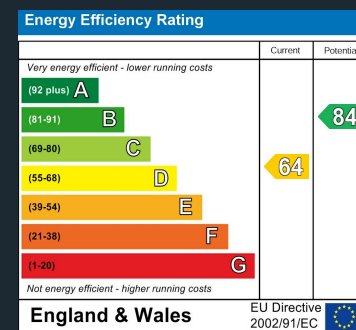 Energy Efficiency Rating
Current Potentia
Very energy efficient - lower running costs
(92 plus) A
(81-91) B
84
(69-80) C
64
(55-68) D
(39-54) E
(21-38) F
(1-20) G
Not energy efficient - higher running costs
England & Wales
EU Directive
2002/91/EC